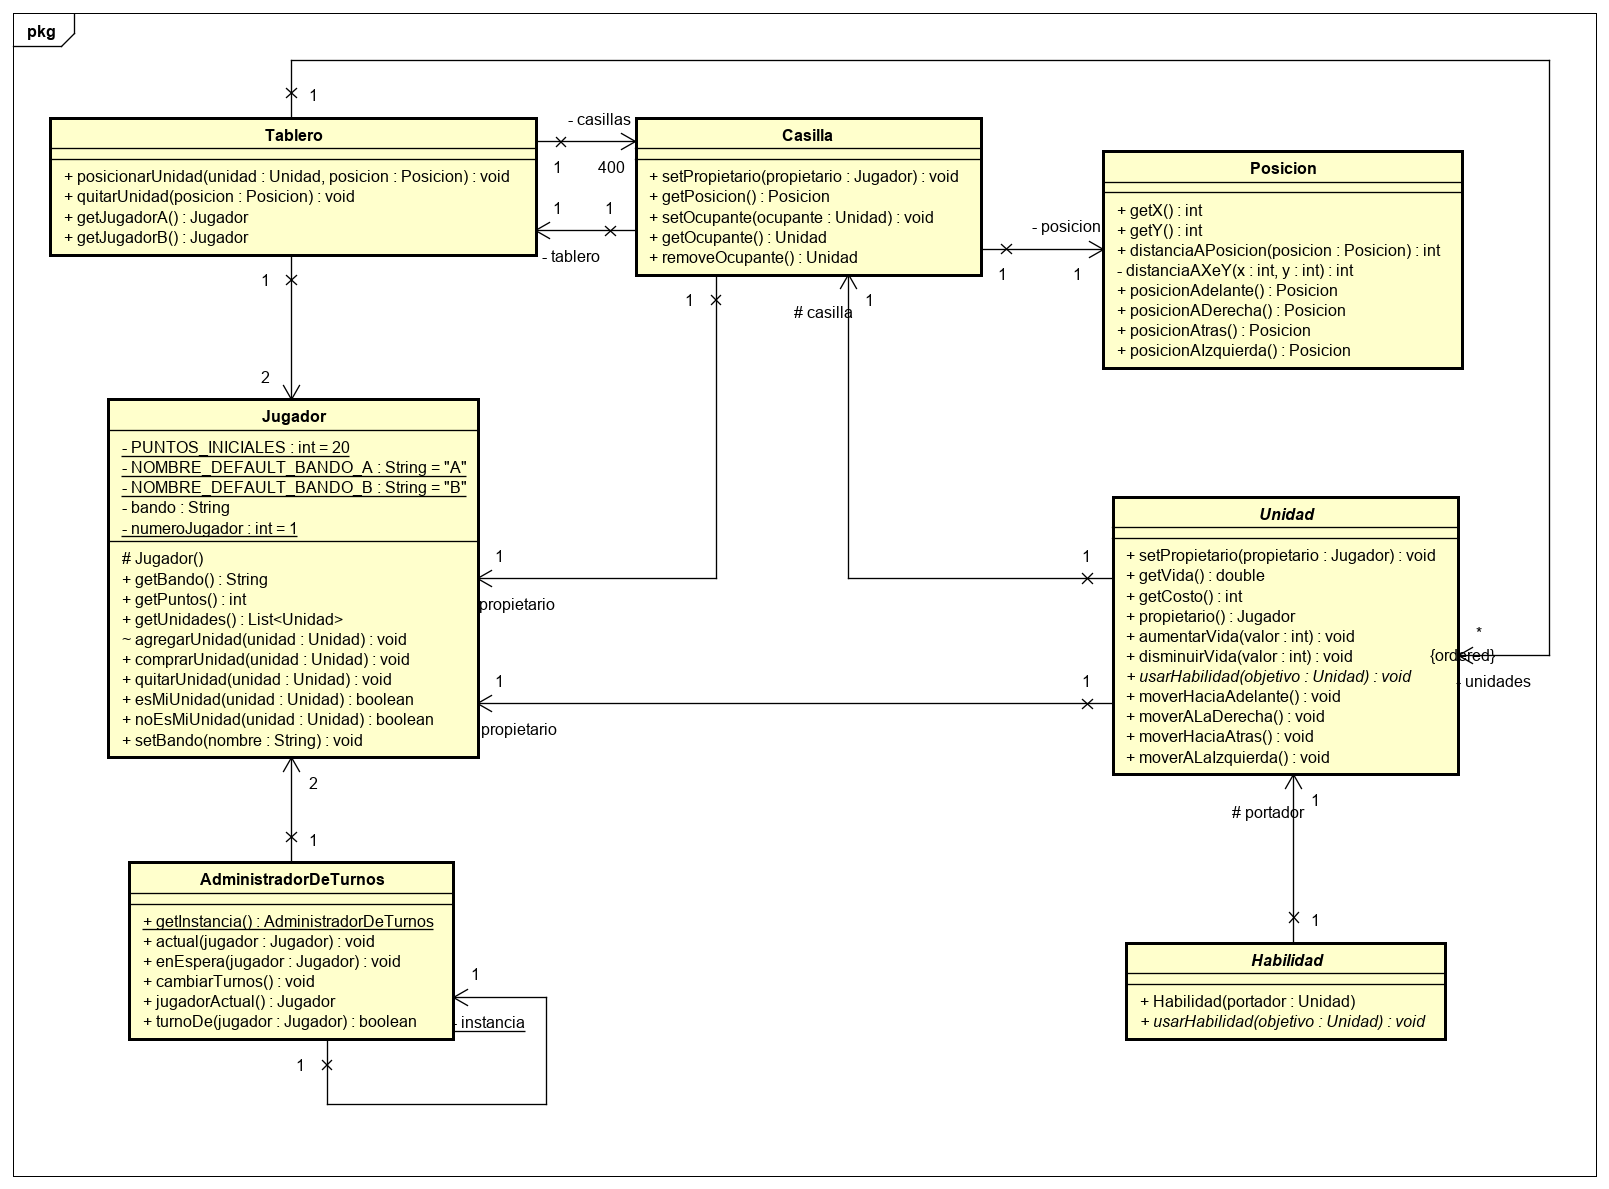 pkg
1
Tablero
+ posicionarUnidad(unidad : Unidad, posicion : Posicion) : void
+ quitarUnidad(posicion : Posicion) : void
+ getJugadorA() : Jugador
+ getJugadorB() : Jugador
- casillas
1
400
1
1
- tablero
Casilla
+ setPropietario(propietario : Jugador) : void
+ getPosicion() : Posicion
+ setOcupante(ocupante : Unidad) : void
+ getOcupante() : Unidad
+ removeOcupante() : Unidad
- posicion
1
1
Posicion
+ getX() : int
+ getY() : int
+ distanciaAPosicion(posicion : Posicion) : int
- distanciaAXeY(x : int, y : int) : int
+ posicionAdelante() : Posicion
+ posicionADerecha() : Posicion
+ posicionAtras() : Posicion
+ posicionAIzquierda() : Posicion
1
2
1
1
# casilla
Jugador
- PUNTOS_INICIALES : int = 20
- NOMBRE_DEFAULT_BANDO_A : String = "A"
- NOMBRE_DEFAULT_BANDO_B : String = "B"
- bando : String
- numeroJugador : int = 1
# Jugador()
+ getBando() : String
+ getPuntos() : int
+ getUnidades() : List<Unidad>
~ agregarUnidad(unidad : Unidad) : void
+ comprarUnidad(unidad : Unidad) : void
+ quitarUnidad(unidad : Unidad) : void
+ esMiUnidad(unidad : Unidad) : boolean
+ noEsMiUnidad(unidad : Unidad) : boolean
+ setBando(nombre : String) : void
1
propietario
1
1
propietario
1
Unidad
+ setPropietario(propietario : Jugador) : void
+ getVida() : double
+ getCosto() : int
+ propietario() : Jugador
+ aumentarVida(valor : int) : void
+ disminuirVida(valor : int) : void
+ usarHabilidad(objetivo : Unidad) : void
+ moverHaciaAdelante() : void
+ moverALaDerecha() : void
+ moverHaciaAtras() : void
+ moverALaIzquierda() : void
*
{ordered}
- unidades
2
1
1
# portador
1
AdministradorDeTurnos
+ getInstancia() : AdministradorDeTurnos
+ actual(jugador : Jugador) : void
+ enEspera(jugador : Jugador) : void
+ cambiarTurnos() : void
+ jugadorActual() : Jugador
+ turnoDe(jugador : Jugador) : boolean
1
- instancia
1
Habilidad
+ Habilidad(portador : Unidad)
+ usarHabilidad(objetivo : Unidad) : void